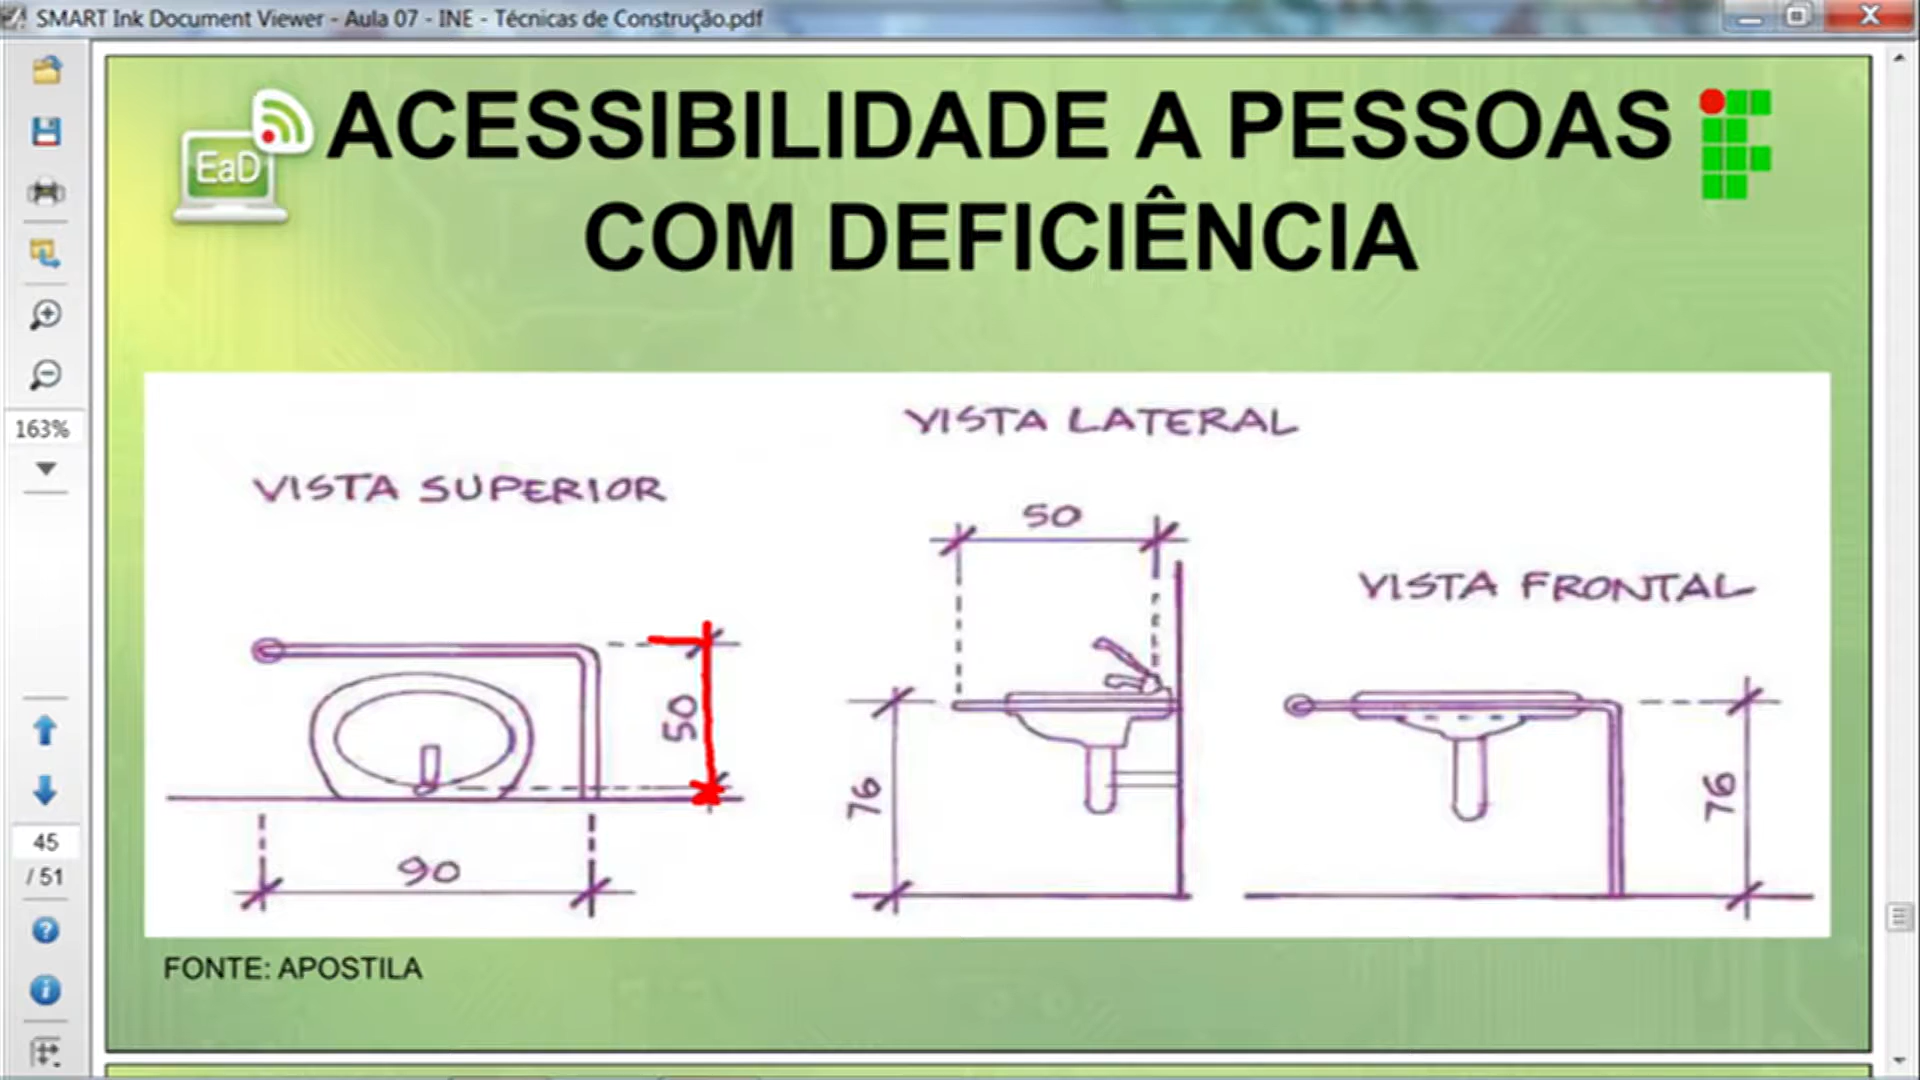 SMART Ink Document Viewer - Aula 07 - INE - Técnicas de Construção.pdf
EaD
ACESSIBILIDADE A PESSOAS
COM DEFICIÊNCIA
163%
45
/ 51
VISTA SUPERIOR
50
90
VISTA LATERAL
50
76
VISTA FRONTAL
76
FONTE: APOSTILA